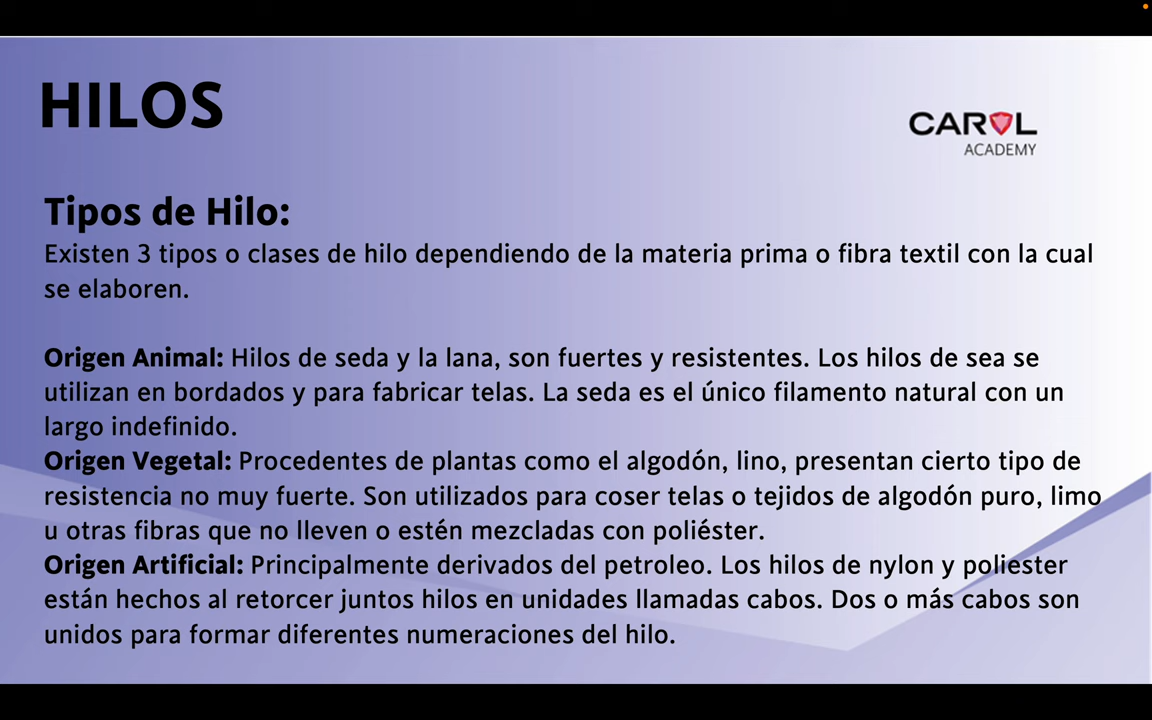 HILOS
CAROL
ACADEMY
Tipos de Hilo:
Existen 3 tipos o clases de hilo dependiendo de la materia prima o fibra textil con la cual
se elaboren.
Origen Animal: Hilos de seda y la lana, son fuertes y resistentes. Los hilos de sea se
utilizan en bordados y para fabricar telas. La seda es el único filamento natural con un
largo indefinido.
Origen Vegetal: Procedentes de plantas como el algodón, lino, presentan cierto tipo de
resistencia no muy fuerte. Son utilizados para coser telas o tejidos de algodón puro, limo
u otras fibras que no lleven o estén mezcladas con poliéster.
Origen Artificial: Principalmente derivados del petroleo. Los hilos de nylon y poliester
están hechos al retorcer juntos hilos en unidades llamadas cabos. Dos o más cabos son
unidos para formar diferentes numeraciones del hilo.